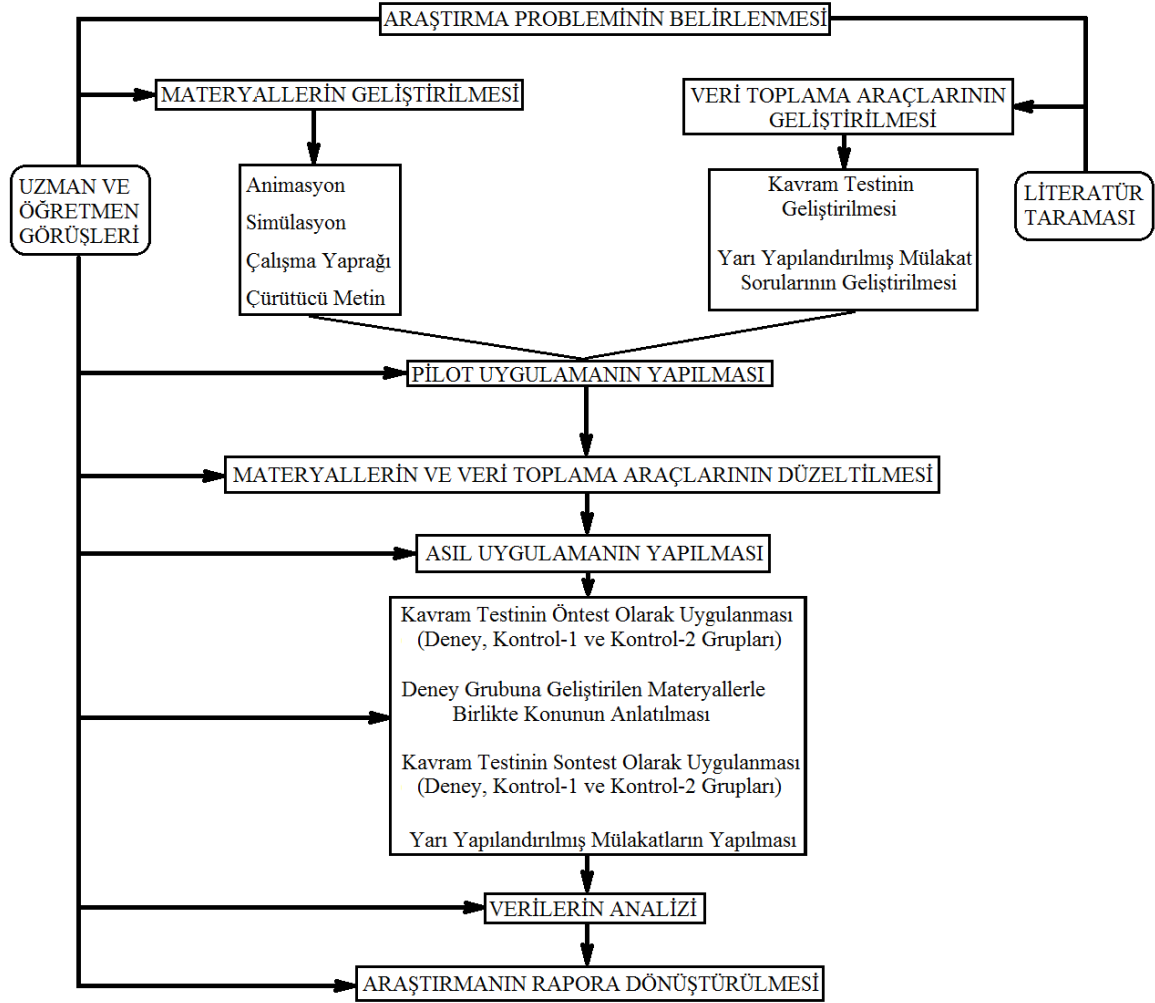 ARAŞTIRMA PROBLEMİNİN BELİRLENMESİ
MATERYALLERİN GELİŞTİRİLMESİ
VERİ TOPLAMA ARAÇLARININ
GELİŞTİRİLMESİ
UZMAN VE
ÖĞRETMEN
GÖRÜŞLERİ
Animasyon
Simülasyon
Çalışma Yaprağı
Çürütücü Metin
Kavram Testinin
Geliştirilmesi
Yarı Yapılandırılmış Mülakat
Sorularının Geliştirilmesi
LİTERATÜR
TARAMASI
PİLOT UYGULAMANIN YAPILMASI
MATERYALLERİN VE VERİ TOPLAMA ARAÇLARININ DÜZELTİLMESİ
ASIL UYGULAMANIN YAPILMASI
Kavram Testinin Öntest Olarak Uygulanması
(Deney, Kontrol-1 ve Kontrol-2 Grupları)
Deney Grubuna Geliştirilen Materyallerle
Birlikte Konunun Anlatılması
Kavram Testinin Sontest Olarak Uygulanması
(Deney, Kontrol-1 ve Kontrol-2 Grupları)
Yarı Yapılandırılmış Mülakatların Yapılması
VERİLERİN ANALİZİ
ARAŞTIRMANIN RAPORA DÖNÜŞTÜRÜLMESİ